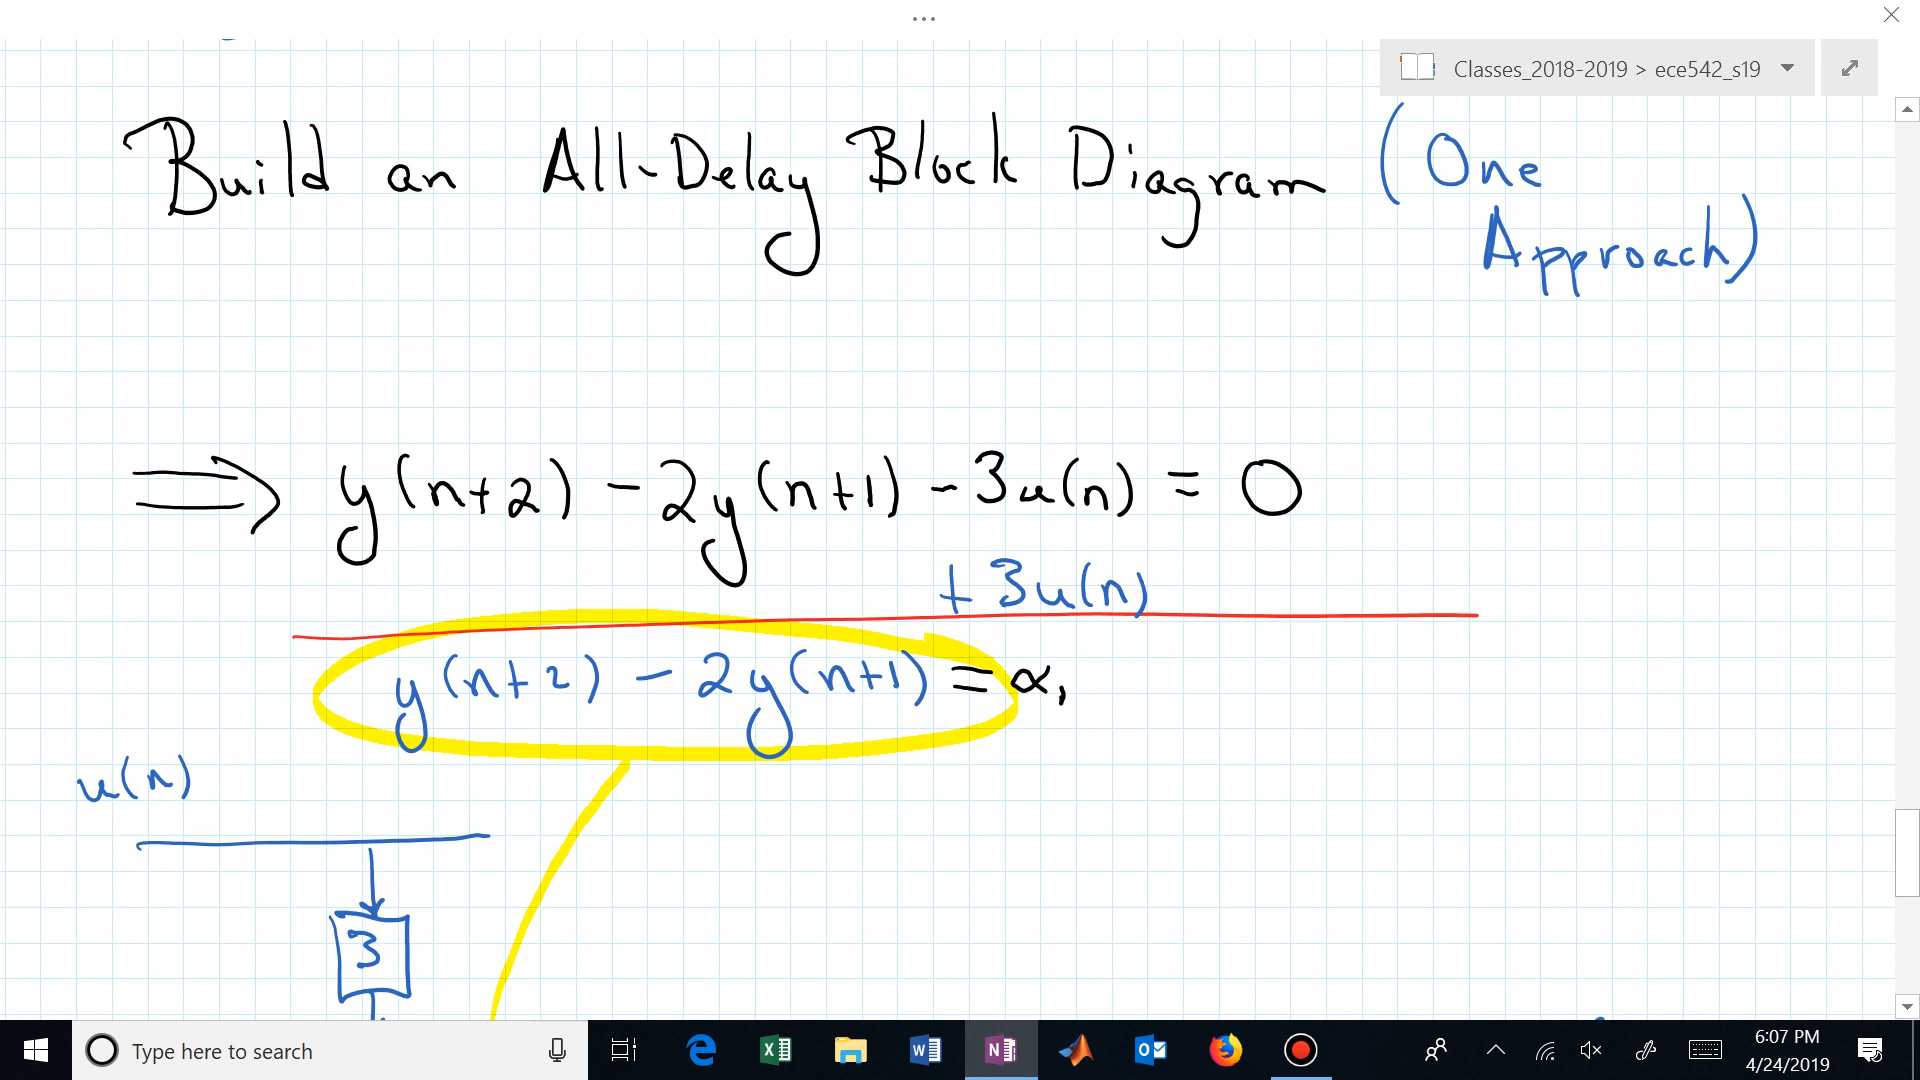 Classes_2018-2019 > ece542_s19
Build an All-Delay Block Diagram (One
Approach)
⇒ y(n+2) - 2y(n+1) - 3u(n) = 0
+ 3u(n)
y(n+2) - 2y(n+1) = α₁
u(n)
3
Type here to search
6:07 PM
4/24/2019